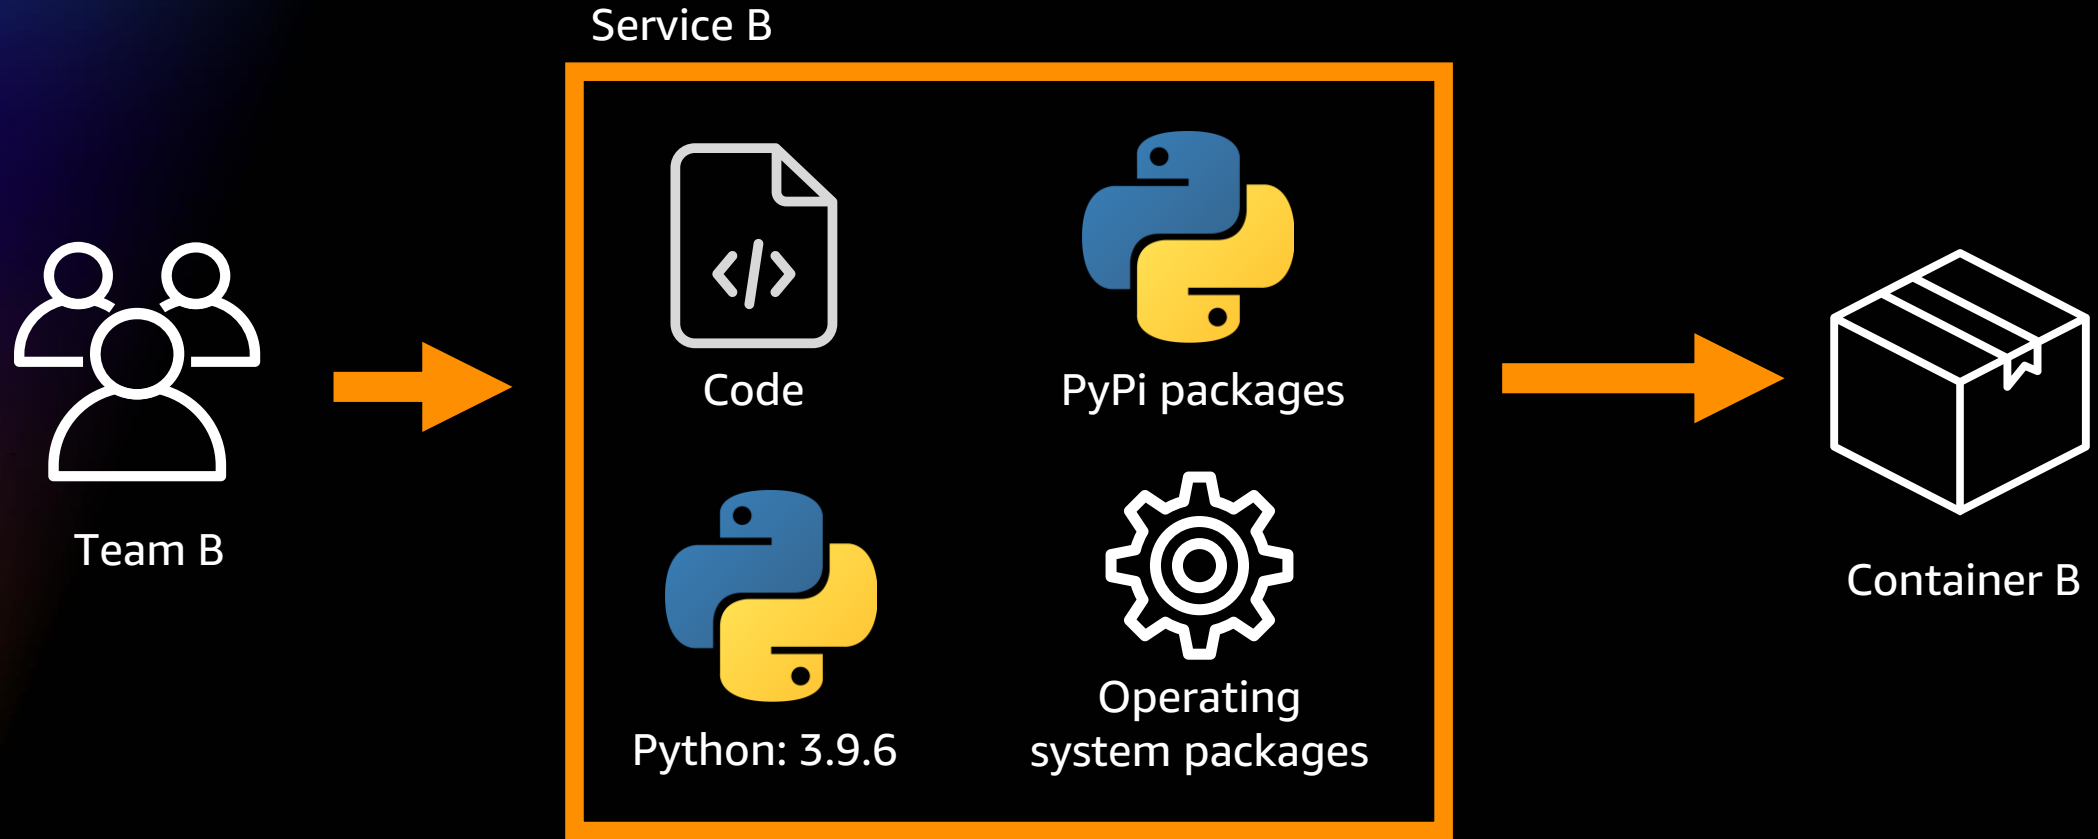 Service B
Code
PyPi packages
Team B
Python: 3.9.6
Operating
system packages
Container B